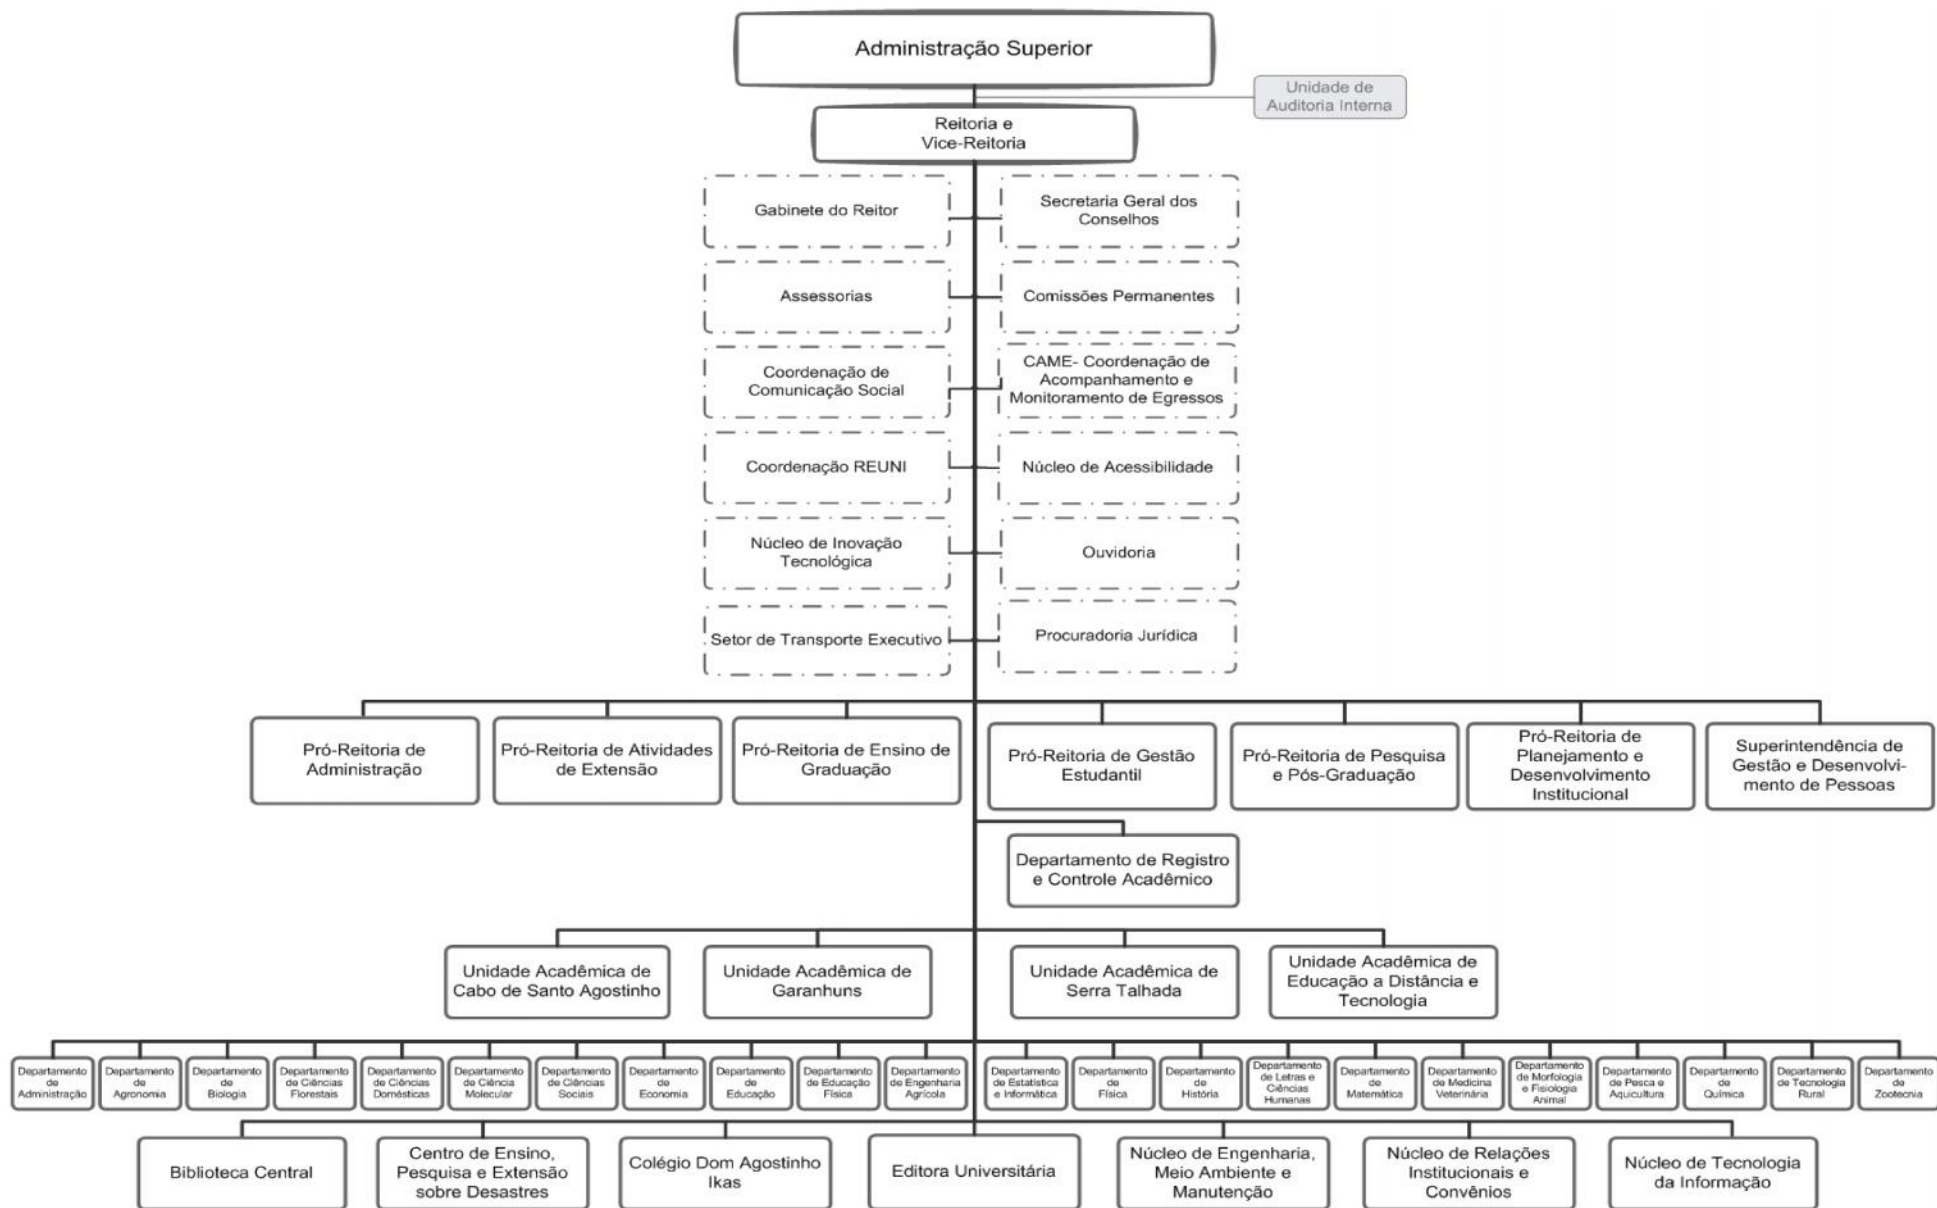 Administração Superior
Unidade de
Auditoria Interna
Reitoria e
Vice-Reitoria
Gabinete do Reitor
Secretaria Geral dos
Conselhos
Assessorias
Comissões Permanentes
Coordenação de
Comunicação Social
CAME- Coordenação de
Acompanhamento e
Monitoramento de Egressos
Coordenação REUNI
Núcleo de Acessibilidade
Núcleo de Inovação
Tecnológica
Ouvidoria
Setor de Transporte Executivo
Procuradoria Jurídica
Pró-Reitoria de
Administração
Pró-Reitoria de Atividades
de Extensão
Pró-Reitoria de Ensino de
Graduação
Pró-Reitoria de Gestão
Estudantil
Pró-Reitoria de Pesquisa
e Pós-Graduação
Pró-Reitoria de
Planejamento e
Desenvolvimento
Institucional
Superintendência de
Gestão e Desenvolvi-
mento de Pessoas
Departamento de Registro
e Controle Acadêmico
Unidade Acadêmica de
Cabo de Santo Agostinho
Unidade Acadêmica de
Garanhuns
Unidade Acadêmica de
Serra Talhada
Unidade Acadêmica de
Educação a Distância e
Tecnologia
Departamento
de
Administração
Departamento
de
Agronomia
Departamento
de
Biologia
Departamento
de Ciências
Florestais
Departamento
de Ciências
Domésticas
Departamento
de Ciência
Molecular
Departamento
de Ciências
Sociais
Departamento
de
Economia
Departamento
de
Educação
Departamento
de Educação
Física
Departamento
de Engenharia
Agrícola
Departamento
de Estatística
e Informática
Departamento
de
Física
Departamento
de
História
Departamento
de Letras e
Ciências
Humanas
Departamento
de
Matemática
Departamento
de Medicina
Veterinária
Departamento
de Morfologia
e Fisiologia
Animal
Departamento
de Pesca e
Aquicultura
Departamento
de
Química
Departamento
de Tecnologia
Rural
Departamento
de
Zootecnia
Biblioteca Central
Centro de Ensino,
Pesquisa e Extensão
sobre Desastres
Colégio Dom Agostinho
Ikas
Editora Universitária
Núcleo de Engenharia,
Meio Ambiente e
Manutenção
Núcleo de Relações
Institucionais e
Convênios
Núcleo de Tecnologia
da Informação